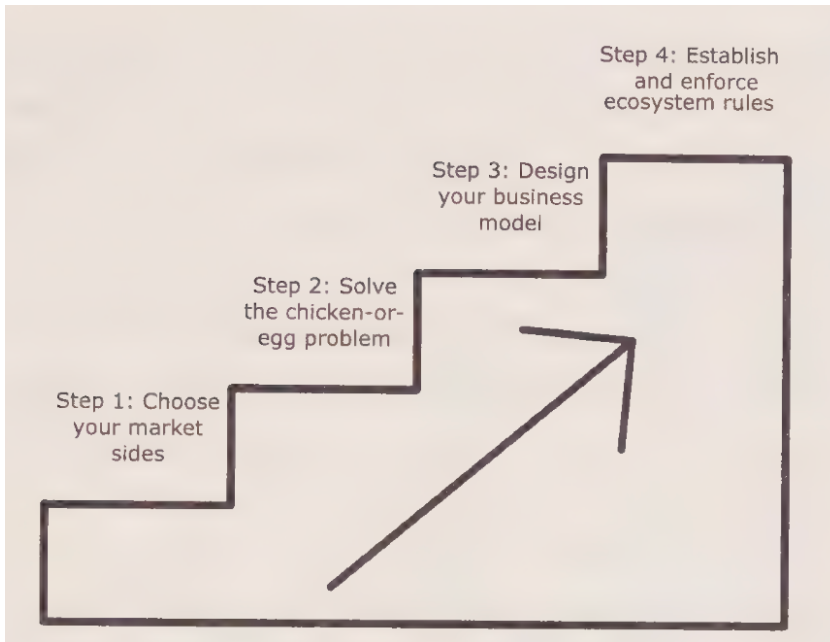 Step 4: Establish
and enforce
ecosystem rules
Step 3: Design
your business
model
Step 2: Solve
the chicken-or-
egg problem
Step 1: Choose
your market
sides